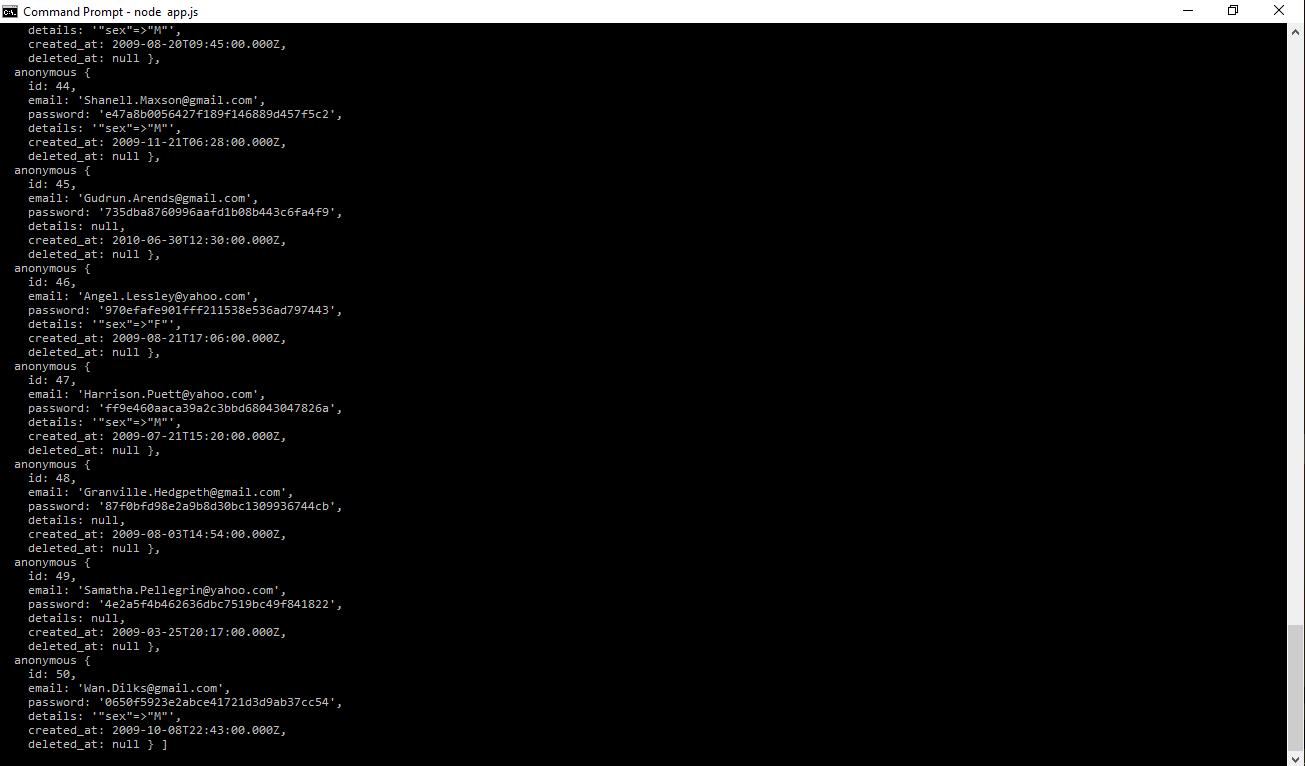 Command Prompt - node app.js
details: '"sex"=>"M"',
created_at: 2009-08-20T09:45:00.000Z,
deleted_at: null },
anonymous {
id: 44,
email: 'Shanell.Maxson@gmail.com',
password: 'e47a8b0056427f189f146889d457f5c2',
details: '"sex"=>"M"',
created_at: 2009-11-21T06:28:00.000Z,
deleted_at: null },
anonymous {
id: 45,
email: 'Gudrun.Arends@gmail.com',
password: '735dba8760996aafd1b08b443c6fa4f9',
details: null,
created_at: 2010-06-30T12:30:00.000Z,
deleted_at: null },
anonymous {
id: 46,
email: 'Angel.Lessley@yahoo.com',
password: '970efafe901fff211538e536ad797443',
details: '"sex"=>"F"',
created_at: 2009-08-21T17:06:00.000Z,
deleted_at: null },
anonymous {
id: 47,
email: 'Harrison.Puett@yahoo.com',
password: 'ff9e460aaca39a2c3bbd68043047826a',
details: '"sex"=>"M"',
created_at: 2009-07-21T15:20:00.000Z,
deleted_at: null },
anonymous {
id: 48,
email: 'Granville.Hedgpeth@gmail.com',
password: '87f0bfd98e2a9b8d30bc1309936744cb',
details: null,
created_at: 2009-08-03T14:54:00.000Z,
deleted_at: null },
anonymous {
id: 49,
email: 'Samatha.Pellegrin@yahoo.com',
password: '4e2a5f4b462636dbc7519bc49f841822',
details: null,
created_at: 2009-03-25T20:17:00.000Z,
deleted_at: null },
anonymous {
id: 50,
email: 'Wan.Dilks@gmail.com',
password: '0650f5923e2abce41721d3d9ab37cc54',
details: '"sex"=>"M"',
created_at: 2009-10-08T22:43:00.000Z,
deleted_at: null } ]